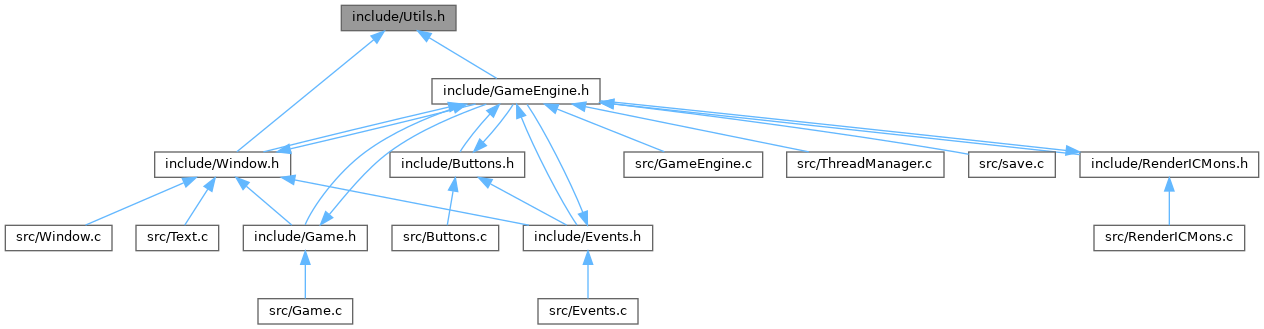 include/Utils.h
include/GameEngine.h
include/Window.h
include/Buttons.h
src/GameEngine.c
src/ThreadManager.c
src/save.c
include/RenderICMons.h
src/Window.c
src/Text.c
include/Game.h
src/Buttons.c
include/Events.h
src/RenderICMons.c
src/Game.c
src/Events.c